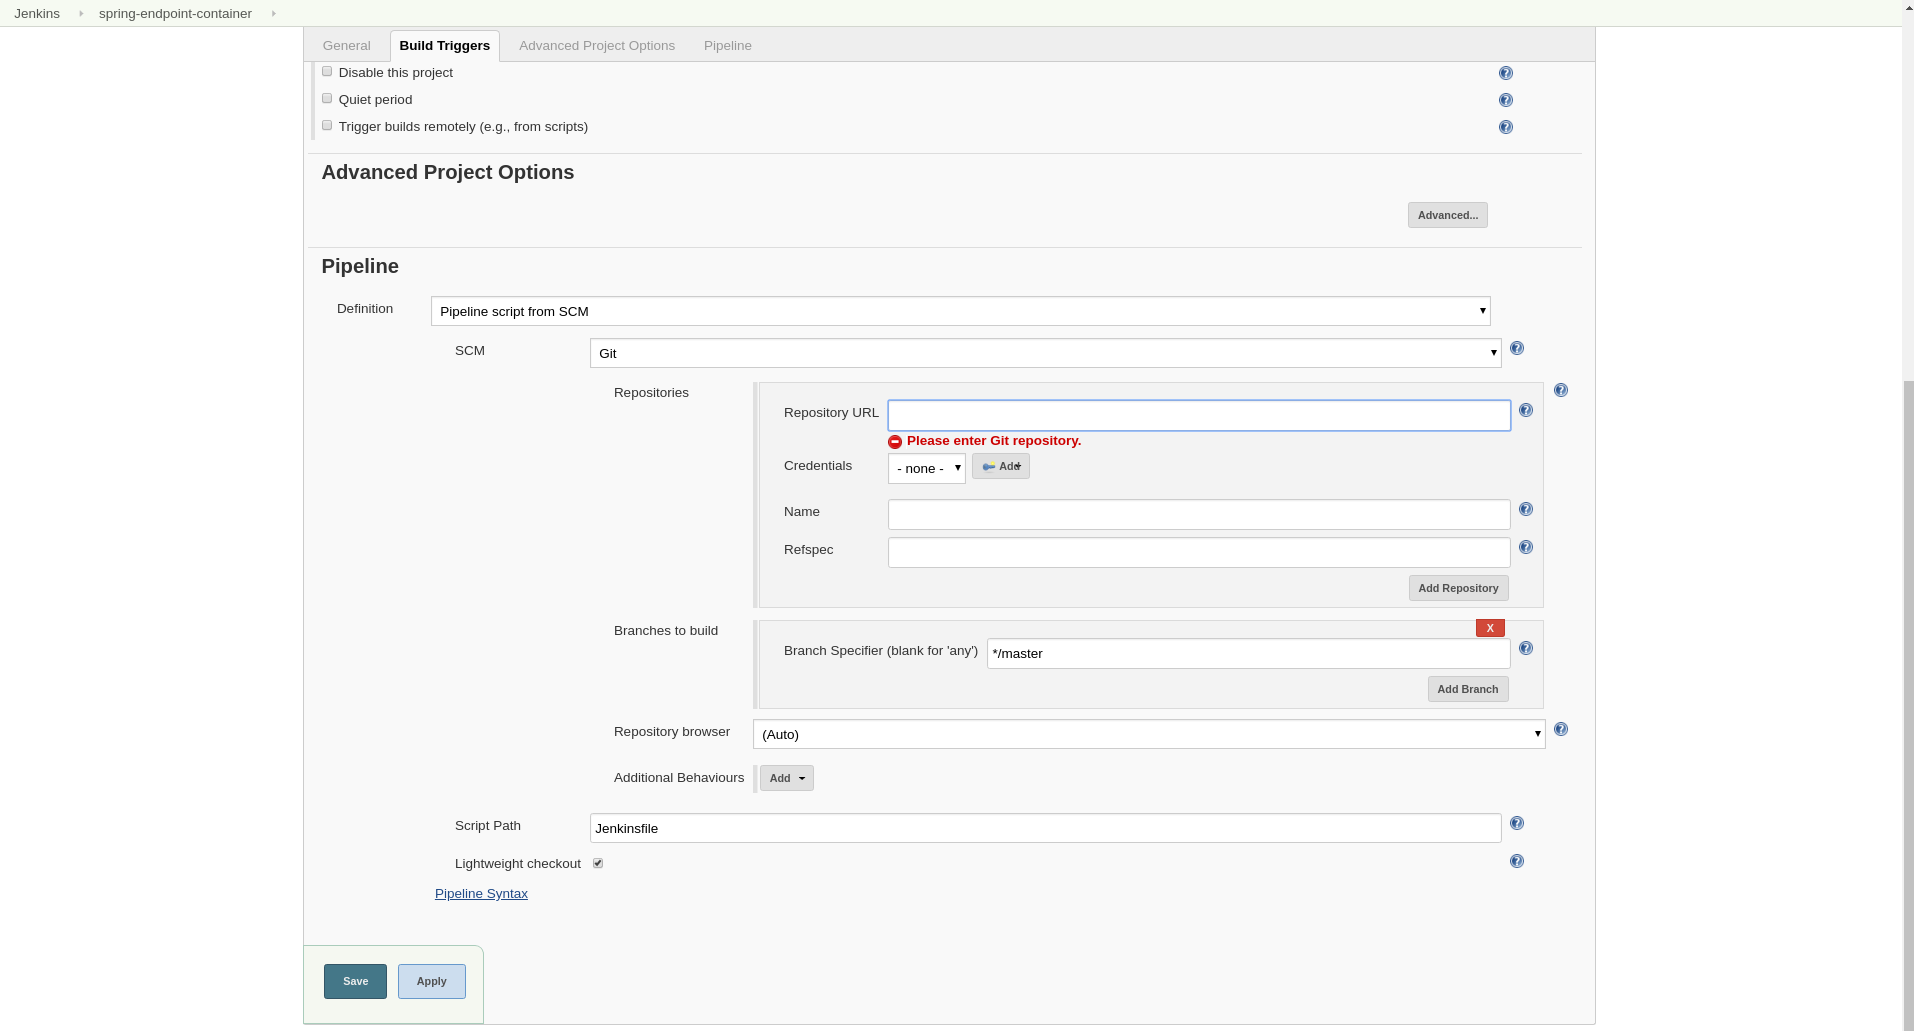 Jenkins spring-endpoint-container
General Build Triggers Advanced Project Options Pipeline
Disable this project
Quiet period
Trigger builds remotely (e.g., from scripts)
Advanced Project Options
Advanced...
Pipeline
Definition Pipeline script from SCM
SCM Git
Repositories
Repository URL
Please enter Git repository.
Credentials - none - Add
Name
Refspec
Add Repository
Branches to build
X
Branch Specifier (blank for 'any') */master
Add Branch
Repository browser (Auto)
Additional Behaviours Add
Script Path Jenkinsfile
Lightweight checkout
Pipeline Syntax
Save Apply